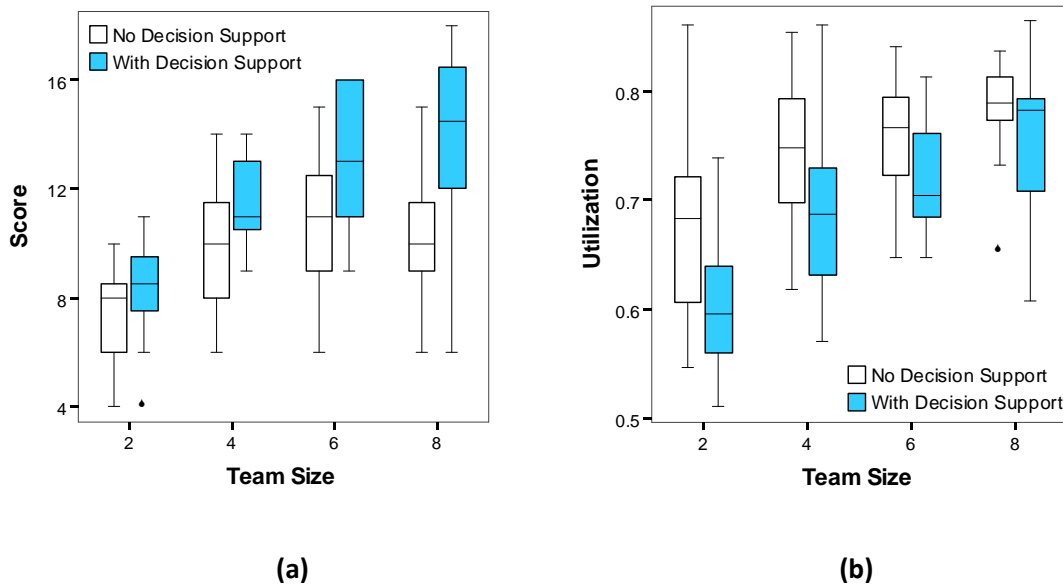 No Decision Support
With Decision Support
16
12
8
4
Score
2 4 6 8
Team Size
(a)
0.8
0.7
0.6
0.5
Utilization
No Decision Support
With Decision Support
2 4 6 8
Team Size
(b)